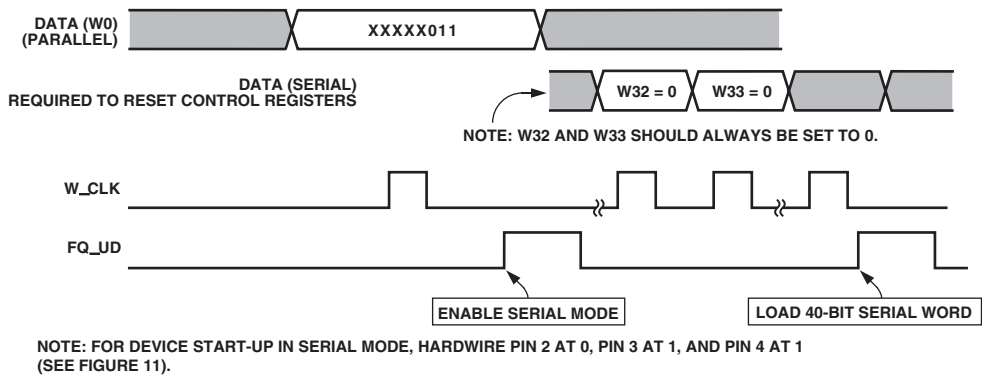 DATA (W0)
(PARALLEL)
XXXXX011
DATA (SERIAL)
REQUIRED TO RESET CONTROL REGISTERS
W32 = 0
W33 = 0
NOTE: W32 AND W33 SHOULD ALWAYS BE SET TO 0.
W_CLK
FQ_UD
ENABLE SERIAL MODE
LOAD 40-BIT SERIAL WORD
NOTE: FOR DEVICE START-UP IN SERIAL MODE, HARDWIRE PIN 2 AT 0, PIN 3 AT 1, AND PIN 4 AT 1
(SEE FIGURE 11).